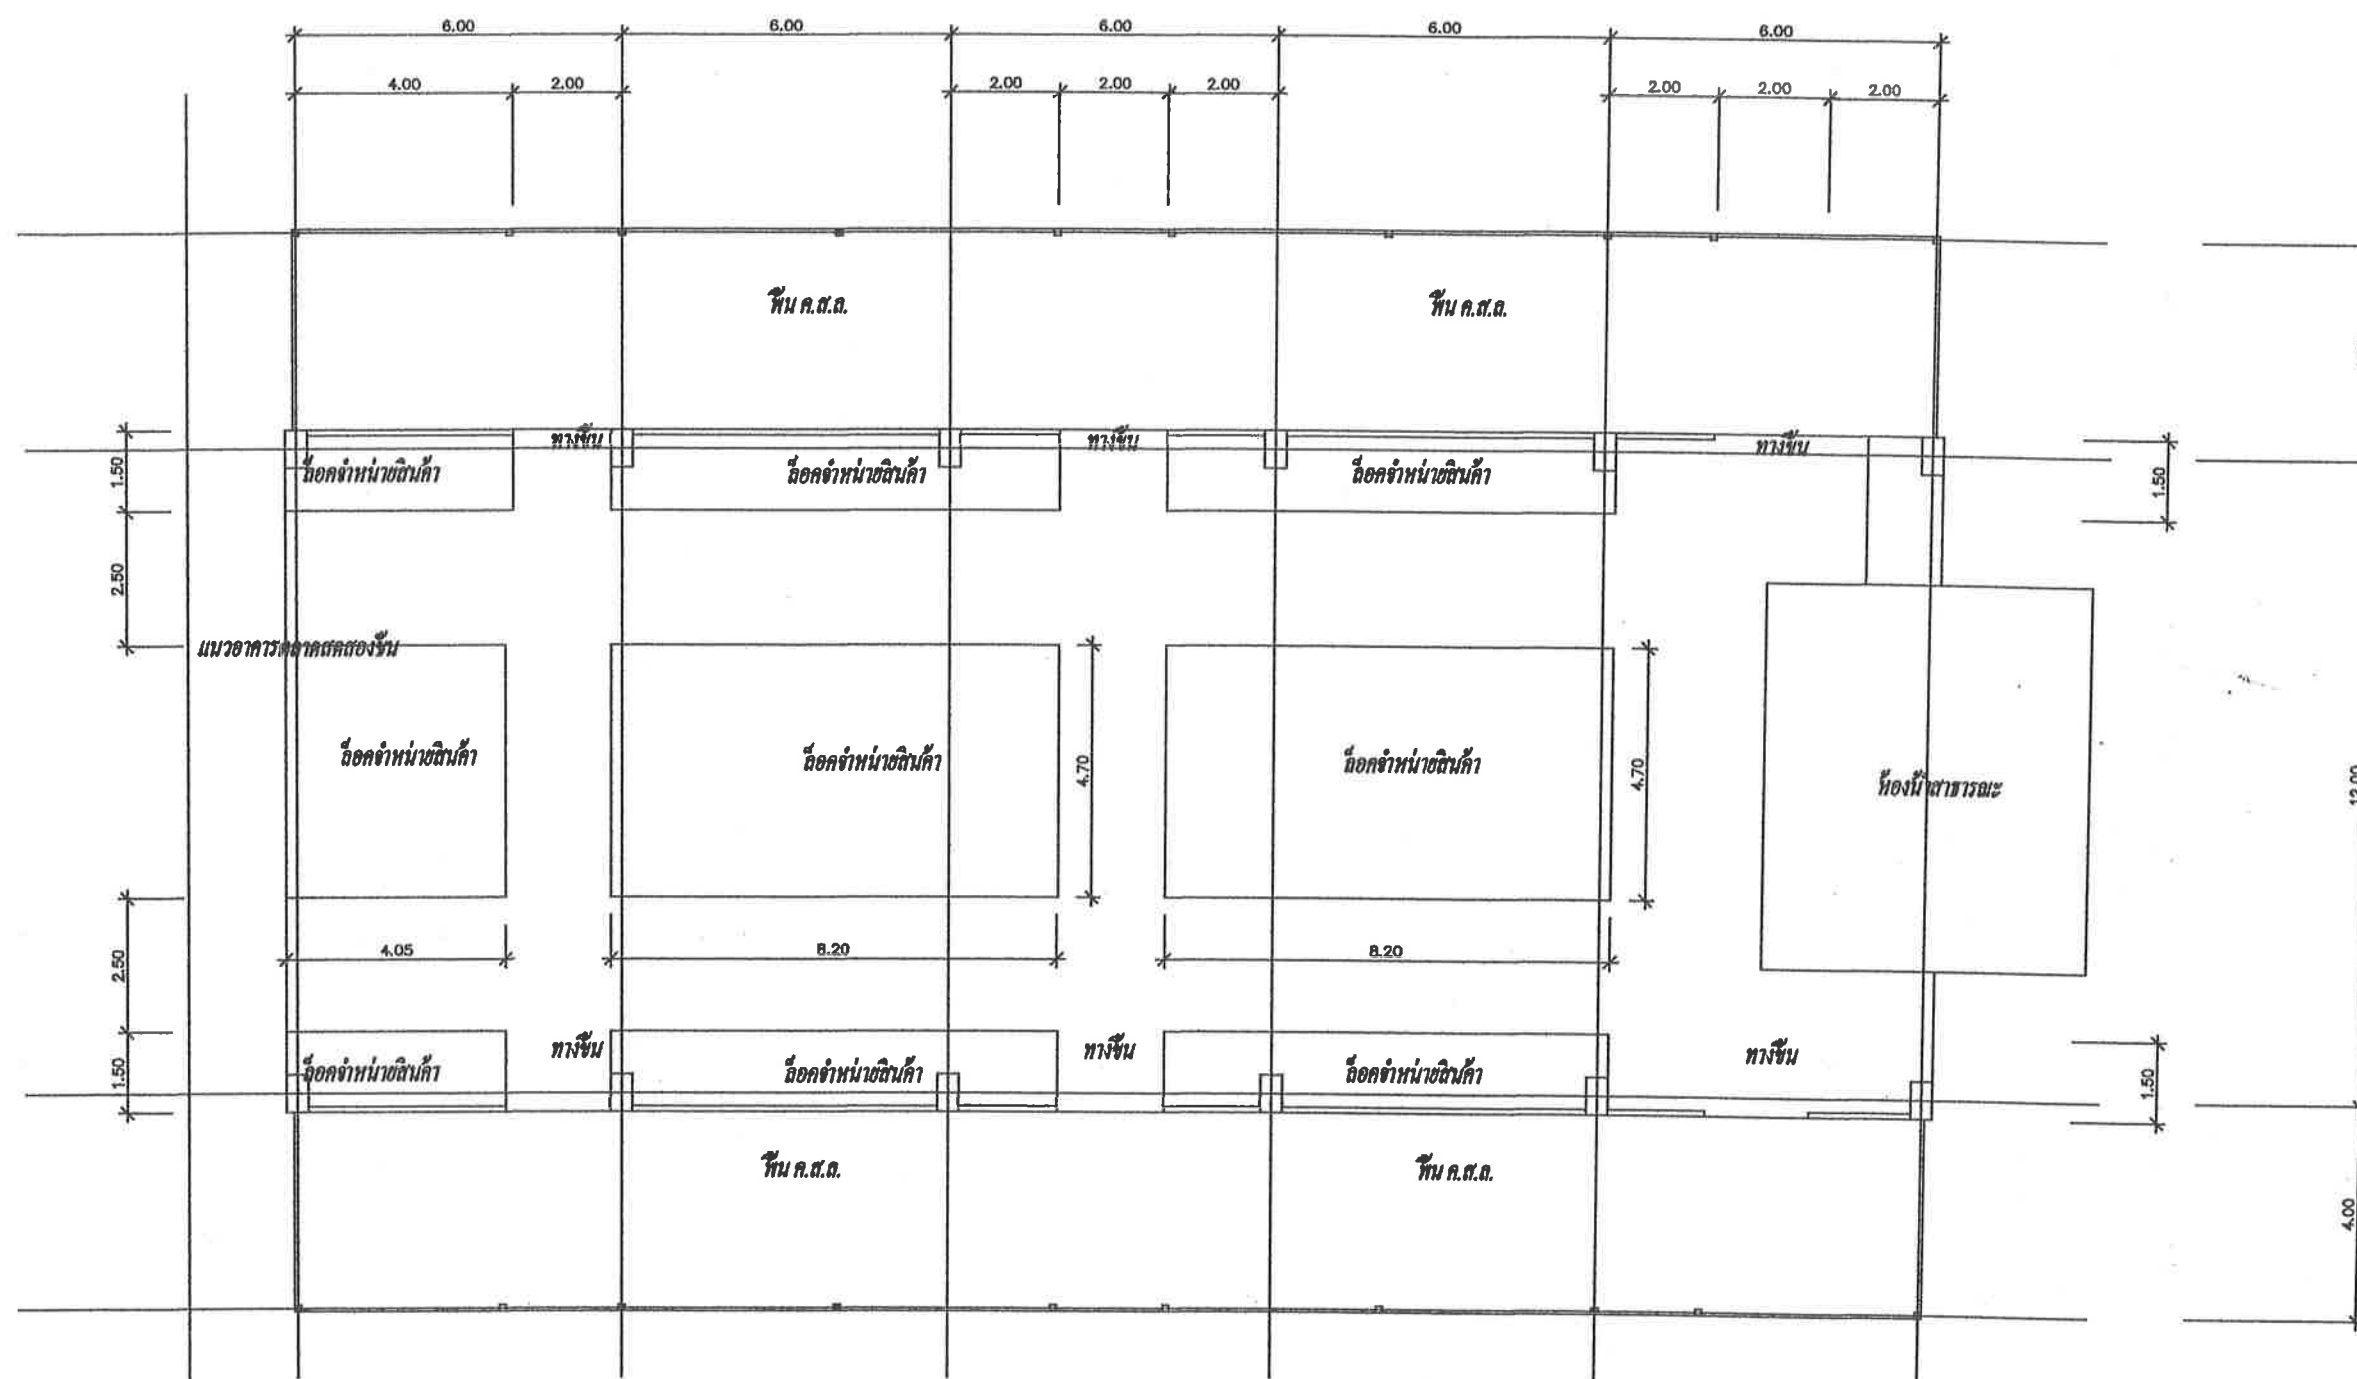 6.00 6.00 6.00 6.00 6.00
4.00 2.00 2.00 2.00 2.00 2.00 2.00 2.00
พื้น ค.ส.ล. พื้น ค.ส.ล.
ทางขึ้น ทางขึ้น ทางขึ้น
1.50 ล็อคจำหน่ายสินค้า ล็อคจำหน่ายสินค้า ล็อคจำหน่ายสินค้า 1.50
2.50
แนวอาคารตลาดสดสองชั้น
ล็อคจำหน่ายสินค้า ล็อคจำหน่ายสินค้า 4.70 ล็อคจำหน่ายสินค้า 4.70 ห้องน้ำสาธารณะ 12.00
2.50 4.05 8.20 8.20
ทางขึ้น ทางขึ้น ทางขึ้น
1.50 ล็อคจำหน่ายสินค้า ล็อคจำหน่ายสินค้า ล็อคจำหน่ายสินค้า 1.50
พื้น ค.ส.ล. พื้น ค.ส.ล.
4.00